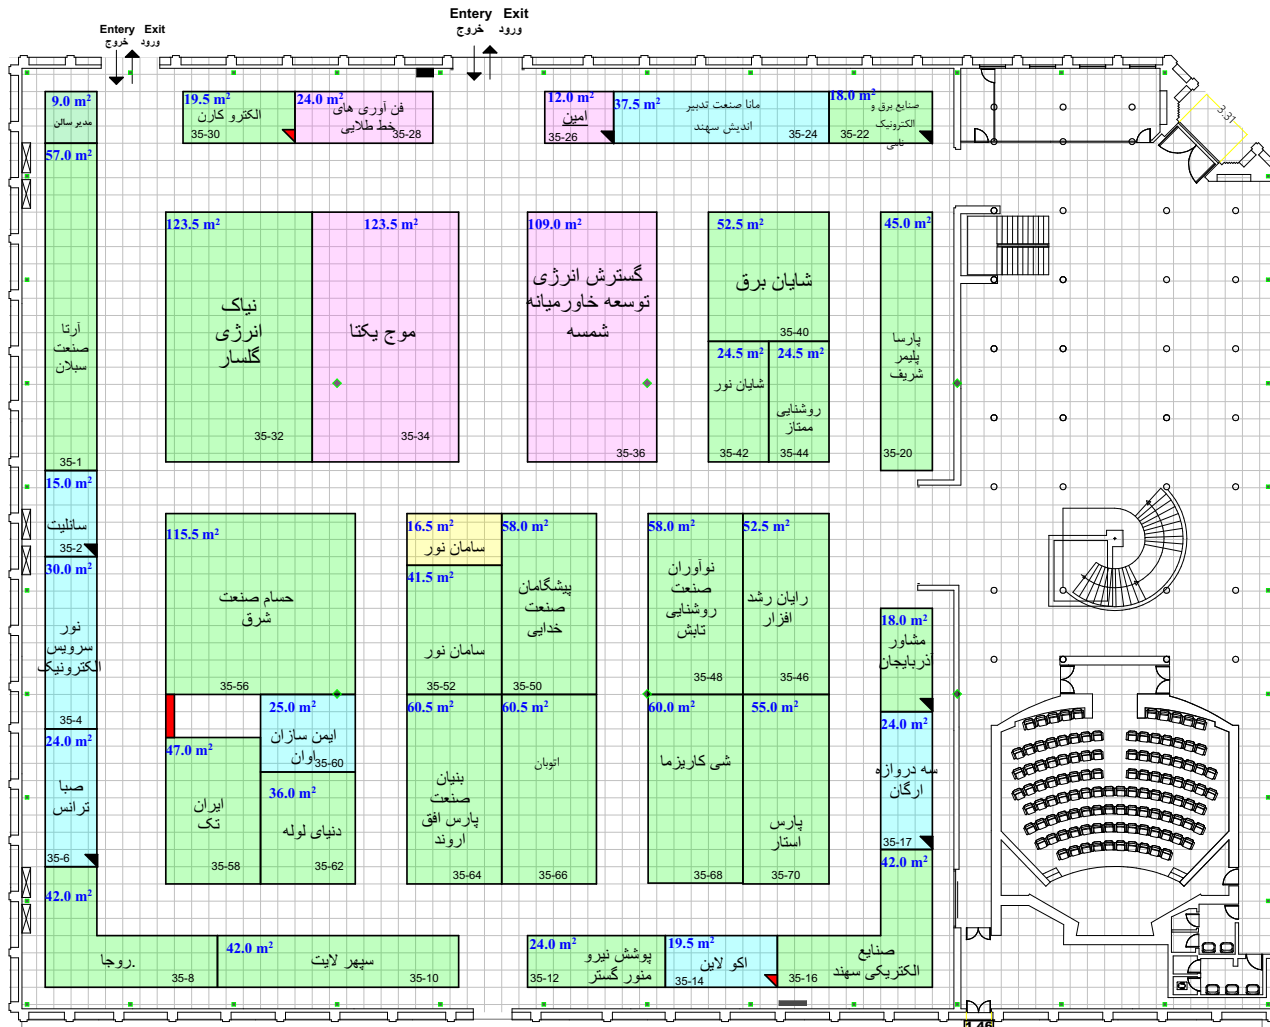 Entery Exit
خروج ورود
Entery Exit
خروج ورود
9.0 m²
مدیر سالن
19.5 m²
الکترو کارن
35-30
24.0 m²
فن آوری های
خط طلایی
35-28
12.0 m²
امین
35-26
37.5 m²
مانا صنعت تدبیر
اندیش سهند
35-24
18.0 m²
صنایع برق و
الکترونیک
نامی
35-22
3.31
57.0 m²
آرتا
صنعت
سبلان
35-1
123.5 m²
نیاک
انرژی
گلسار
35-32
123.5 m²
موج یکتا
35-34
109.0 m²
گسترش انرژی
توسعه خاورمیانه
شمسه
35-36
52.5 m²
شایان برق
35-40
24.5 m²
شایان نور
35-42
24.5 m²
روشنایی
ممتاز
35-44
45.0 m²
پارسا
پلیمر
شریف
35-20
15.0 m²
سانلیت
35-2
30.0 m²
نور
سرویس
الکترونیک
35-4
115.5 m²
حسام صنعت
شرق
35-56
16.5 m²
سامان نور
41.5 m²
سامان نور
35-52
58.0 m²
پیشگامان
صنعت
خدایی
35-50
58.0 m²
نوآوران
صنعت
روشنایی
تابش
35-48
52.5 m²
رایان رشد
افزار
35-46
18.0 m²
مشاور
آذربایجان
24.0 m²
صبا
ترانس
35-6
47.0 m²
ایران
تک
35-58
25.0 m²
ایمن سازان
اوان
35-60
36.0 m²
دنیای لوله
35-62
60.5 m²
بنیان
صنعت
پارس افق
اروند
35-64
60.5 m²
اتوبان
35-66
60.0 m²
شی کاریزما
35-68
55.0 m²
پارس
استار
35-70
24.0 m²
سه دروازه
ارگان
35-17
42.0 m²
روجا.
35-8
42.0 m²
سپهر لایت
35-10
24.0 m²
پوشش نیرو
منور گستر
35-12
19.5 m²
اکو لاین
35-14
42.0 m²
صنایع
الکتریکی سهند
35-16
1.46